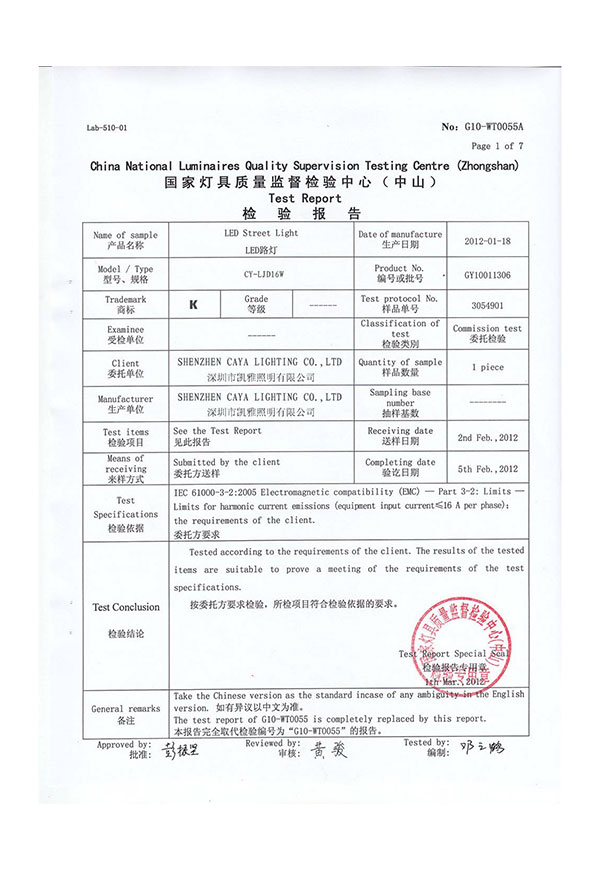 Lab-510-01
No: G10-WT0055A
Page 1 of 7
China National Luminaires Quality Supervision Testing Centre (Zhongshan)
国家灯具质量监督检验中心（中山）
Test Report
检 验 报 告
Name of sample
产品名称
LED Street Light
LED路灯
Date of manufacture
生产日期
2012-01-18
Model / Type
型号、规格
CY-LJD16W
Product No.
编号或批号
GY10011306
Trademark
商标
K
Grade
等级
------
Test protocol No.
样品单号
3054901
Examinee
受检单位
------
Classification of
test
检验类别
Commission test
委托检验
Client
委托单位
SHENZHEN CAYA LIGHTING CO.,LTD
深圳市凯雅照明有限公司
Quantity of sample
样品数量
1 piece
Manufacturer
生产单位
SHENZHEN CAYA LIGHTING CO.,LTD
深圳市凯雅照明有限公司
Sampling base
number
抽样基数
--------
Test items
检验项目
See the Test Report
见此报告
Receiving date
送样日期
2nd Feb.,2012
Means of
receiving
来样方式
Submitted by the client
委托方送样
Completing date
验讫日期
5th Feb.,2012
Test
Specifications
检验依据
IEC 61000-3-2:2005 Electromagnetic compatibility (EMC) — Part 3-2: Limits —
Limits for harmonic current emissions (equipment input current≤16 A per phase);
the requirements of the client.
委托方要求
Test Conclusion
检验结论
Tested according to the requirements of the client. The results of the tested
items are suitable to prove a meeting of the requirements of the test
specifications.
按委托方要求检验，所检项目符合检验依据的要求。
国家灯具质量监督检验中心(中山)
检验专用章
Test Report Special Seal
检验报告专用章
1th Mar., 2012
General remarks
备注
Take the Chinese version as the standard incase of any ambiguity in the English
version. 如有异议以中文为准。
The test report of G10-WT0055 is completely replaced by this report.
本报告完全取代检验编号为“G10-WT0055”的报告。
Approved by:
批准:
Reviewed by:
审核: 黄骏
Tested by:
编制: